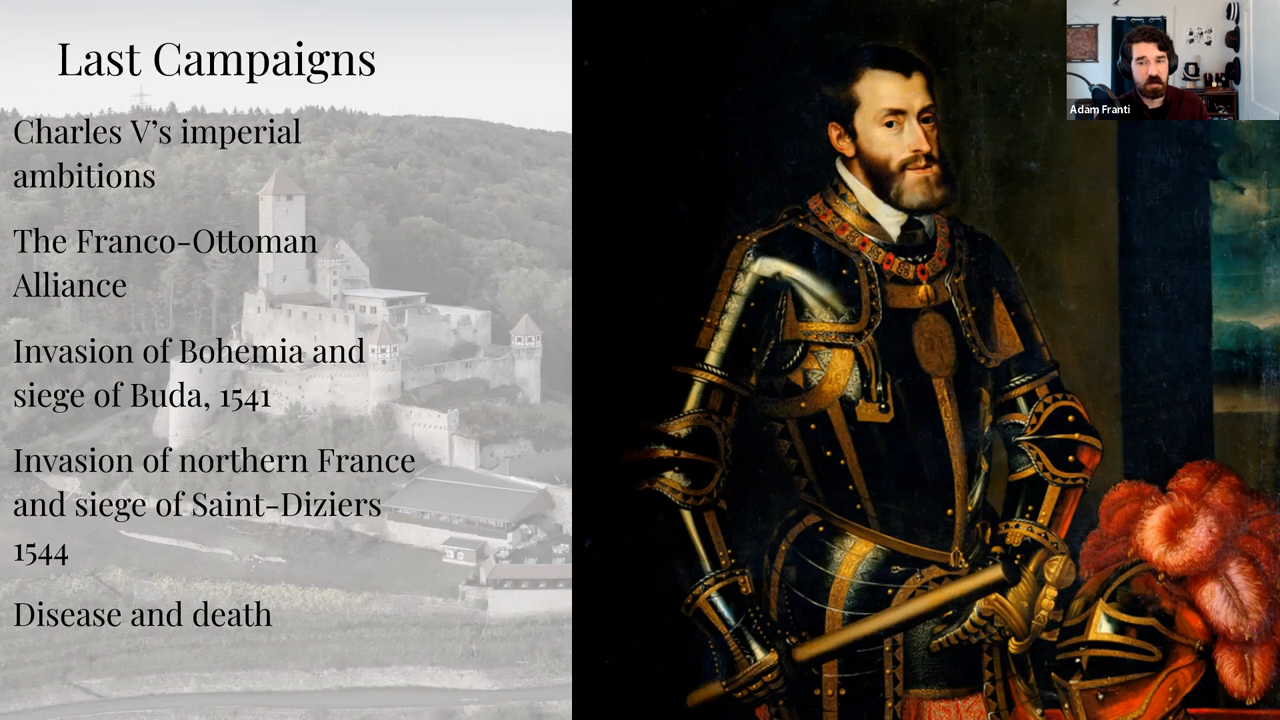 Last Campaigns
Charles V's imperial
ambitions
The Franco-Ottoman
Alliance
Invasion of Bohemia and
siege of Buda, 1541
Invasion of northern France
and siege of Saint-Diziers
1544
Disease and death
Adam Franti